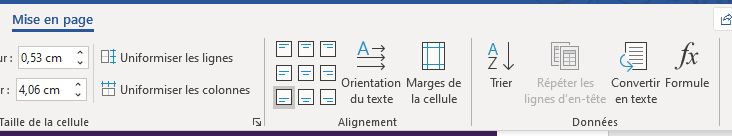 Mise en page
ur : 0,53 cm
Uniformiser les lignes
r : 4,06 cm
Uniformiser les colonnes
Taille de la cellule
Orientation
du texte
Marges de
la cellule
Alignement
A
Z
Trier
Répéter les
lignes d'en-tête
Convertir
en texte
fx
Formule
Données